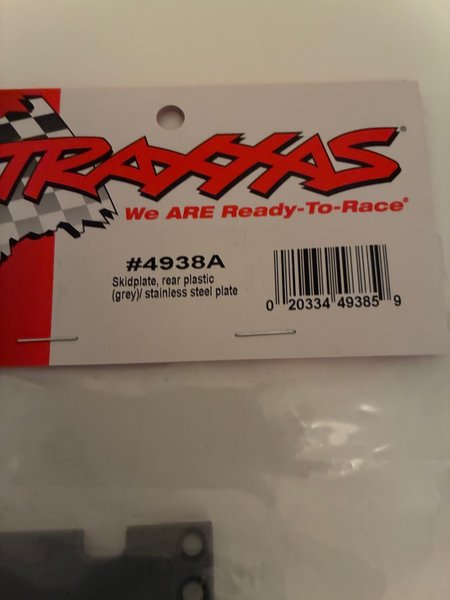 TRAXXAS®
We ARE Ready-To-Race®
#4938A
Skidplate, rear plastic
(grey)/ stainless steel plate
0 20334 49385 9